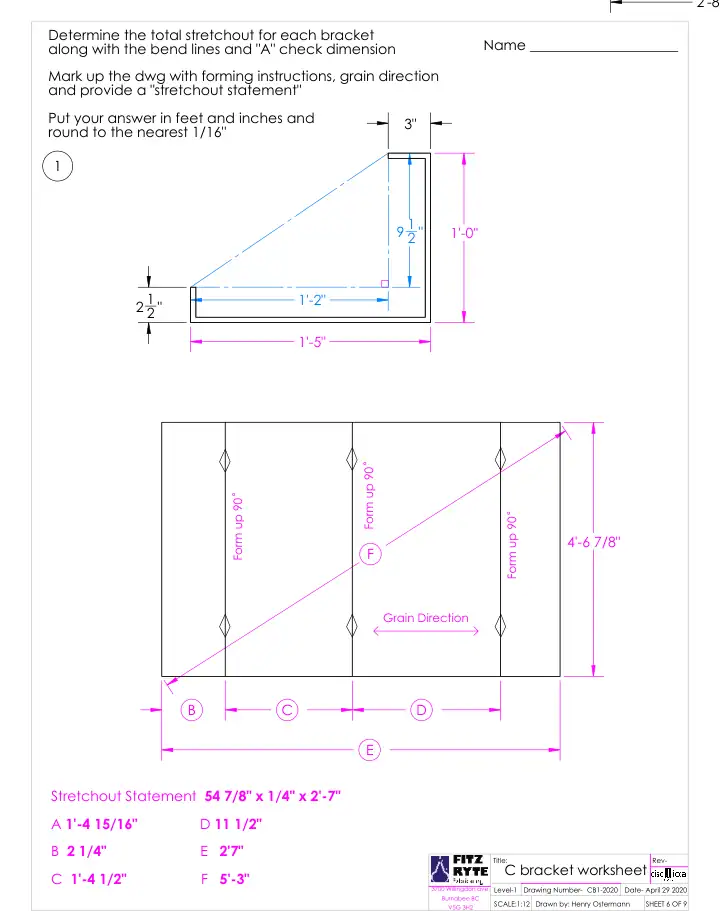 2'-8
Determine the total stretchout for each bracket
along with the bend lines and "A" check dimension
Name
Mark up the dwg with forming instructions, grain direction
and provide a "stretchout statement"
Put your answer in feet and inches and
round to the nearest 1/16"
1
3"
9 1/2"
1'-0"
1'-2"
2 1/2"
1'-5"
Form up 90°
Form up 90°
Form up 90°
F
4'-6 7/8"
Grain Direction
B
C
D
E
Stretchout Statement 54 7/8" x 1/4" x 2'-7"
A 1'-4 15/16"
D 11 1/2"
B 2 1/4"
E 2'7"
C 1'-4 1/2"
F 5'-3"
FITZ
RYTE
Title:
C bracket worksheet
Rev-
Burnaby BC
V5G 3H2
Level-1
Drawing Number- CB1-2020
Date- April 29 2020
SCALE:1:12
Drawn by: Henry Ostermann
SHEET 6 OF 9